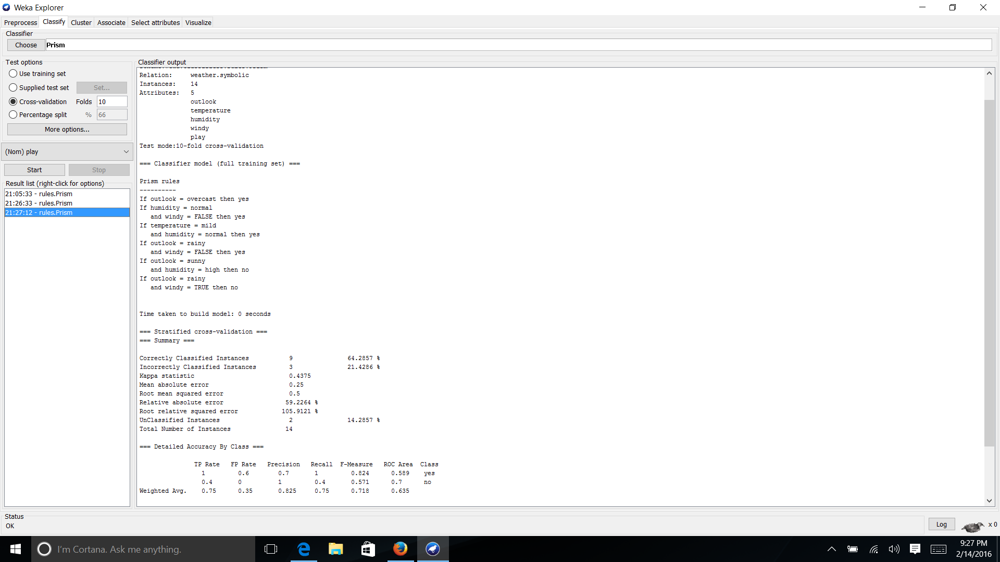 Weka Explorer
Preprocess Classify Cluster Associate Select attributes Visualize
Classifier
Choose Prism
Test options
Use training set
Supplied test set Set...
Cross-validation Folds 10
Percentage split % 66
More options...
(Nom) play
Start Stop
Result list (right-click for options)
21:05:33 - rules.Prism
21:26:33 - rules.Prism
21:27:12 - rules.Prism
Classifier output
Relation: weather.symbolic
Instances: 14
Attributes: 5
outlook
temperature
humidity
windy
play
Test mode:10-fold cross-validation
=== Classifier model (full training set) ===
Prism rules
----------
If outlook = overcast then yes
If humidity = normal
and windy = FALSE then yes
If temperature = mild
and humidity = normal then yes
If outlook = rainy
and windy = FALSE then yes
If outlook = sunny
and humidity = high then no
If outlook = rainy
and windy = TRUE then no
Time taken to build model: 0 seconds
=== Stratified cross-validation ===
=== Summary ===
Correctly Classified Instances 9 64.2857 %
Incorrectly Classified Instances 3 21.4286 %
Kappa statistic 0.4375
Mean absolute error 0.25
Root mean squared error 0.5
Relative absolute error 59.2264 %
Root relative squared error 105.9121 %
UnClassified Instances 2 14.2857 %
Total Number of Instances 14
=== Detailed Accuracy By Class ===
TP Rate FP Rate Precision Recall F-Measure ROC Area Class
1 0.6 0.7 1 0.824 0.589 yes
0.4 0 1 0.4 0.571 0.7 no
Weighted Avg. 0.75 0.35 0.825 0.75 0.718 0.635
Status
OK
Log
x 0
I'm Cortana. Ask me anything.
9:27 PM
2/14/2016